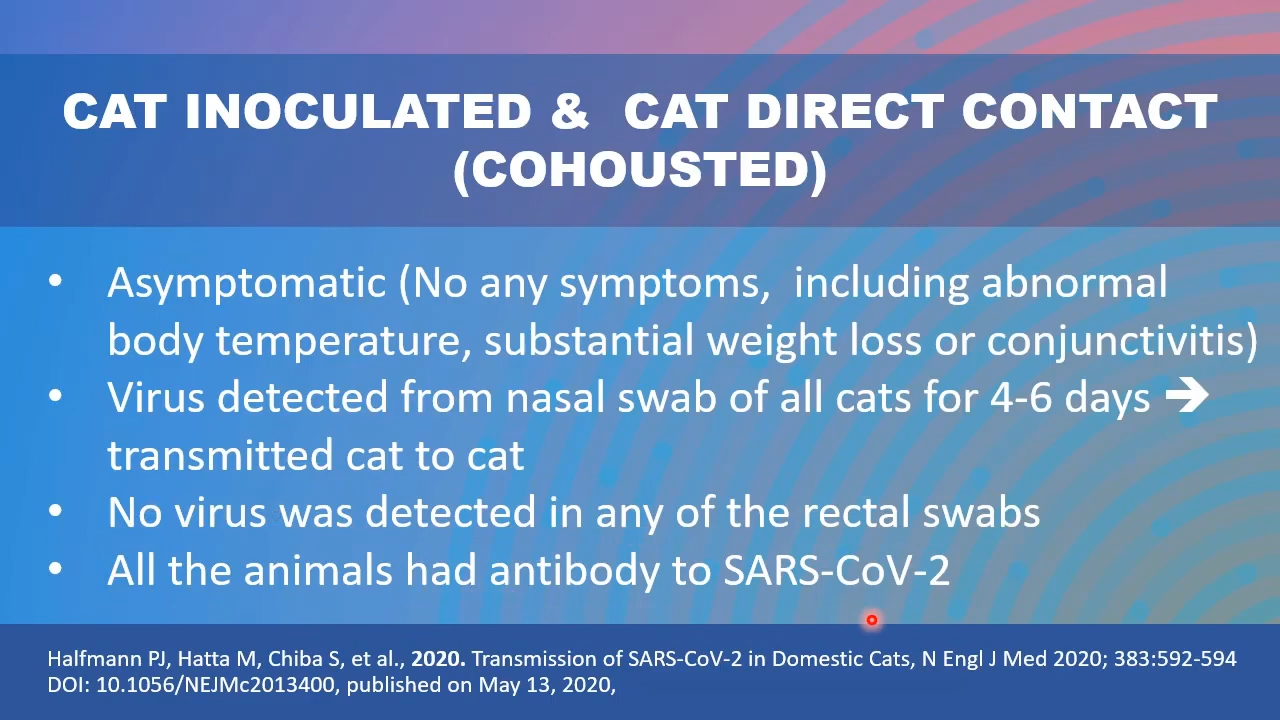 CAT INOCULATED &  CAT DIRECT CONTACT
(COHOUSTED)
• Asymptomatic (No any symptoms,  including abnormal
body temperature, substantial weight loss or conjunctivitis)
• Virus detected from nasal swab of all cats for 4-6 days ➔
transmitted cat to cat
• No virus was detected in any of the rectal swabs
• All the animals had antibody to SARS-CoV-2
Halfmann PJ, Hatta M, Chiba S, et al., 2020. Transmission of SARS-CoV-2 in Domestic Cats, N Engl J Med 2020; 383:592-594
DOI: 10.1056/NEJMc2013400, published on May 13, 2020,